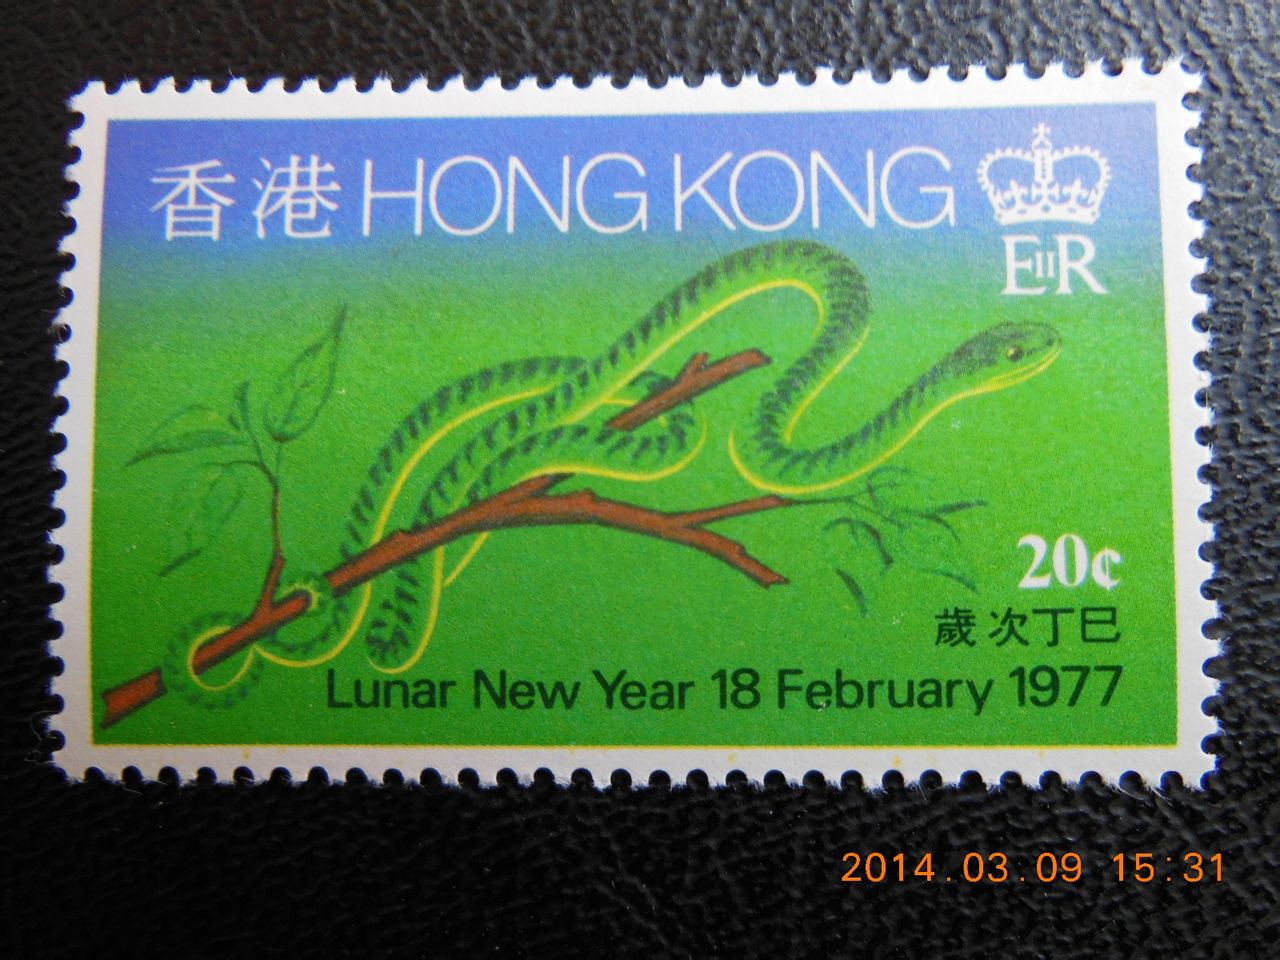 香港 HONG KONG
EIIR
20¢
歲次丁巳
Lunar New Year 18 February 1977
2014.03.09 15:31